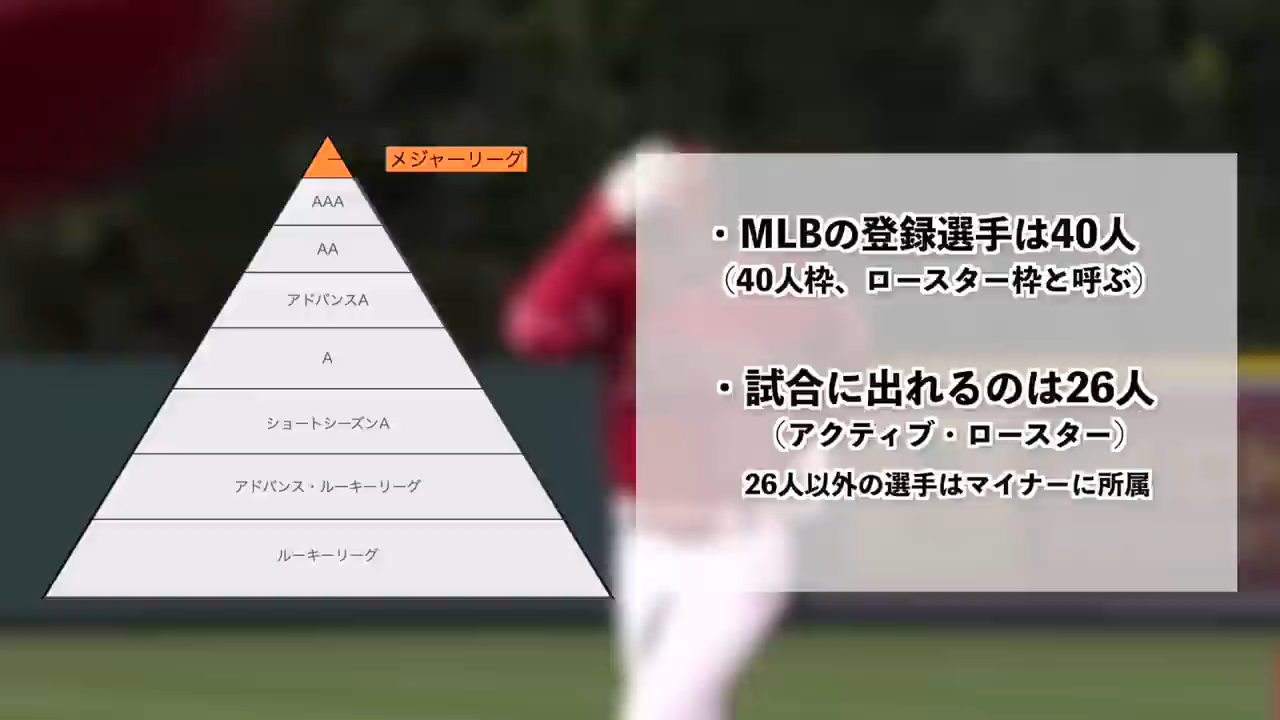 メジャーリーグ
AAA
AA
アドバンスA
A
ショートシーズンA
アドバンス・ルーキーリーグ
ルーキーリーグ
・MLBの登録選手は40人
（40人枠、ロースター枠と呼ぶ）
・試合に出れるのは26人
（アクティブ・ロースター）
26人以外の選手はマイナーに所属